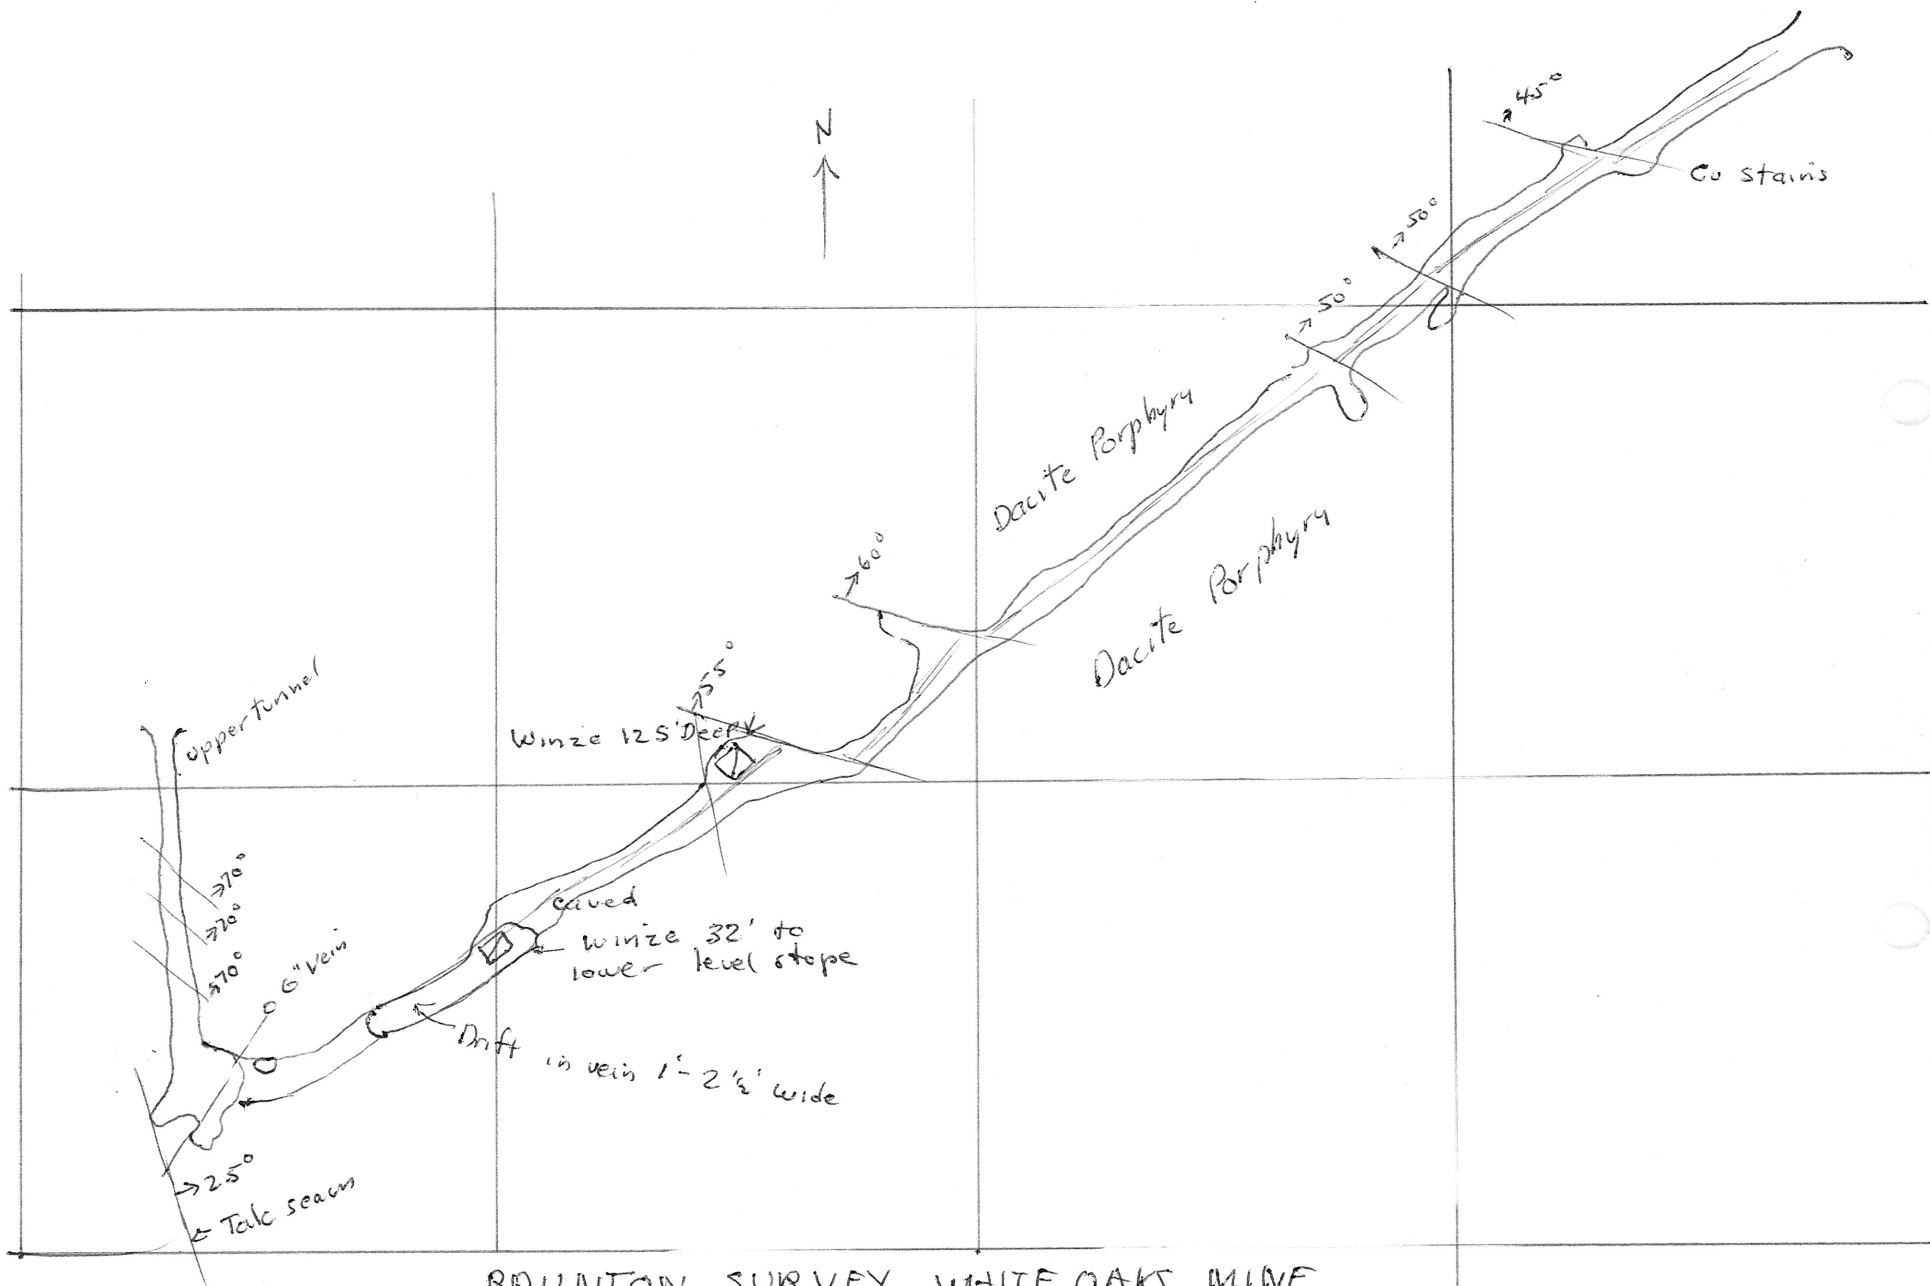 45°
N
Cu Stains
50°
50°
Dacite Porphyry
Dacite Porphyry
60°
55°
upper tunnel
Winze 125' Deep
70°
70°
70°
caved
Winze 32' to
lower level stope
6" vein
Drift in vein 1'-2½' wide
25°
Talc seam
BRUNTON SURVEY WHITE OAKS MINE